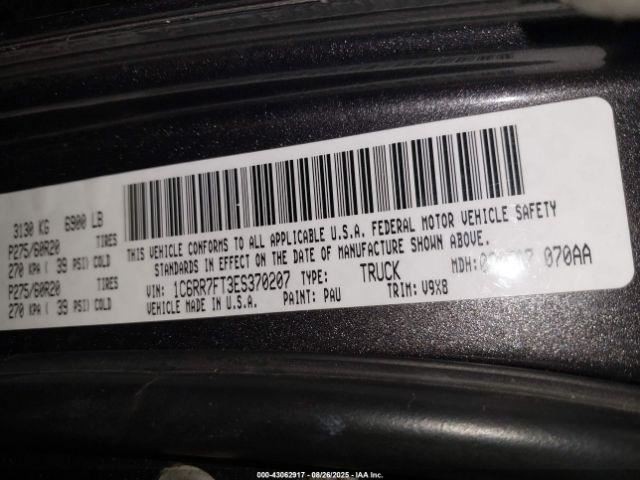 3130 KG 6900 LB
P275/60R20 TIRES
270 KPA ( 39 PSI) COLD
P275/60R20 TIRES
270 KPA ( 39 PSI) COLD
THIS VEHICLE CONFORMS TO ALL APPLICABLE U.S.A. FEDERAL MOTOR VEHICLE SAFETY
STANDARDS IN EFFECT ON THE DATE OF MANUFACTURE SHOWN ABOVE.
VIN: 1C6RR7FT3ES370207 TYPE: TRUCK MDH: 070AA
VEHICLE MADE IN U.S.A. PAINT: PAU TRIM: V9X8
000-43062917 - 08/26/2025 - IAA Inc.